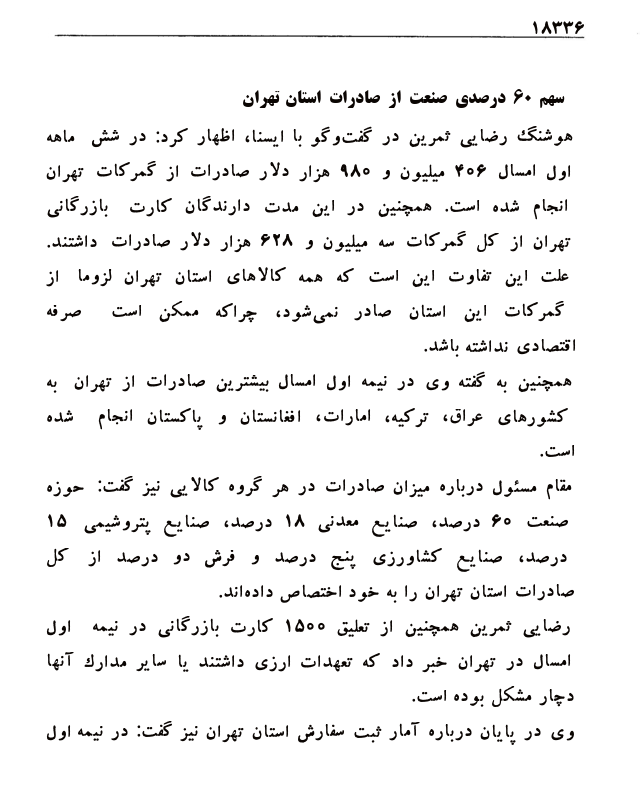 ۱۸۳۳۶
سهم ۶۰ درصدی صنعت از صادرات استان تهران
هوشنگ رضایی ثمرین در گفت‌وگو با ایسنا، اظهار کرد: در شش ماهه
اول امسال ۴۰۶ میلیون و ۹۸۰ هزار دلار صادرات از گمرکات تهران
انجام شده است. همچنین در این مدت دارندگان کارت بازرگانی
تهران از کل گمرکات سه میلیون و ۶۲۸ هزار دلار صادرات داشتند.
علت این تفاوت این است که همه کالاهای استان تهران لزوما از
گمرکات این استان صادر نمی‌شود، چراکه ممکن است صرفه
اقتصادی نداشته باشد.
همچنین به گفته وی در نیمه اول امسال بیشترین صادرات از تهران به
کشورهای عراق، ترکیه، امارات، افغانستان و پاکستان انجام شده
است.
مقام مسئول درباره میزان صادرات در هر گروه کالایی نیز گفت: حوزه
صنعت ۶۰ درصد، صنایع معدنی ۱۸ درصد، صنایع پتروشیمی ۱۵
درصد، صنایع کشاورزی پنج درصد و فرش دو درصد از کل
صادرات استان تهران را به خود اختصاص داده‌اند.
رضایی ثمرین همچنین از تعلیق ۱۵۰۰ کارت بازرگانی در نیمه اول
امسال در تهران خبر داد که تعهدات ارزی داشتند یا سایر مدارک آنها
دچار مشکل بوده است.
وی در پایان درباره آمار ثبت سفارش استان تهران نیز گفت: در نیمه اول